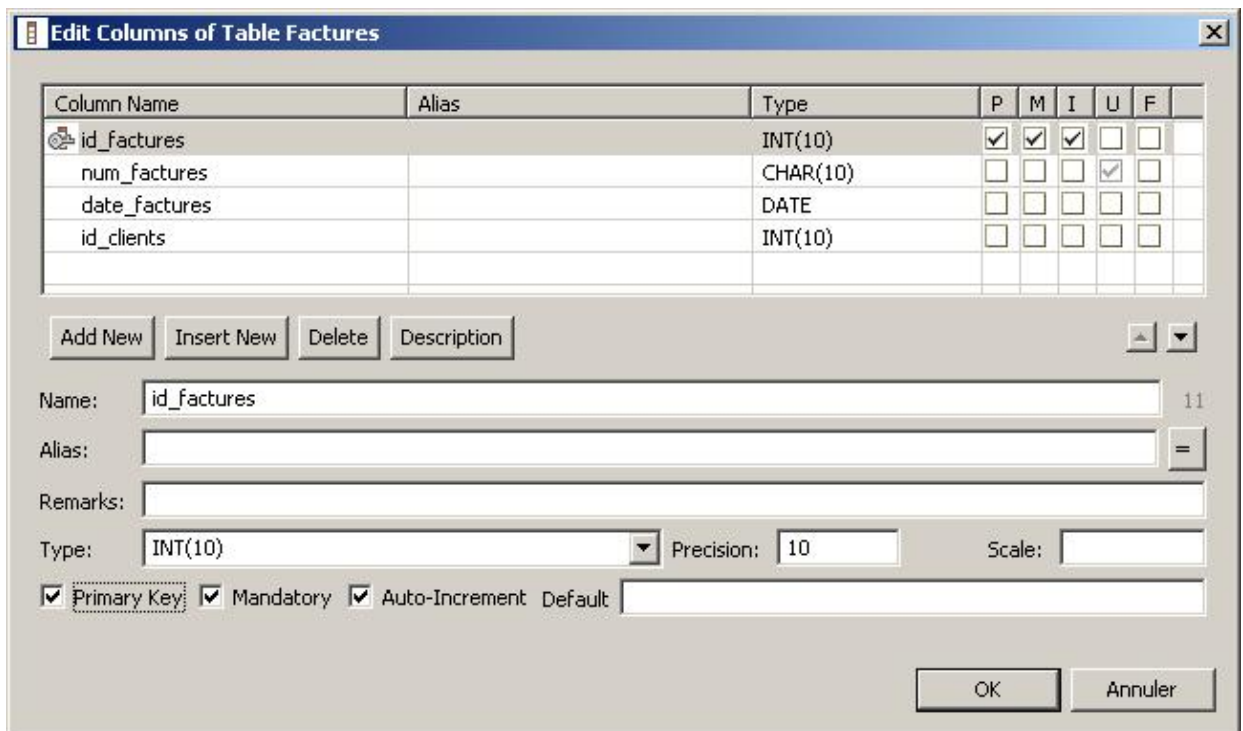 Edit Columns of Table Factures
Column Name Alias Type P M I U F
id_factures INT(10)
num_factures CHAR(10)
date_factures DATE
id_clients INT(10)
Add New Insert New Delete Description
Name: id_factures 11
Alias: =
Remarks:
Type: INT(10) Precision: 10 Scale:
Primary Key Mandatory Auto-Increment Default
OK Annuler